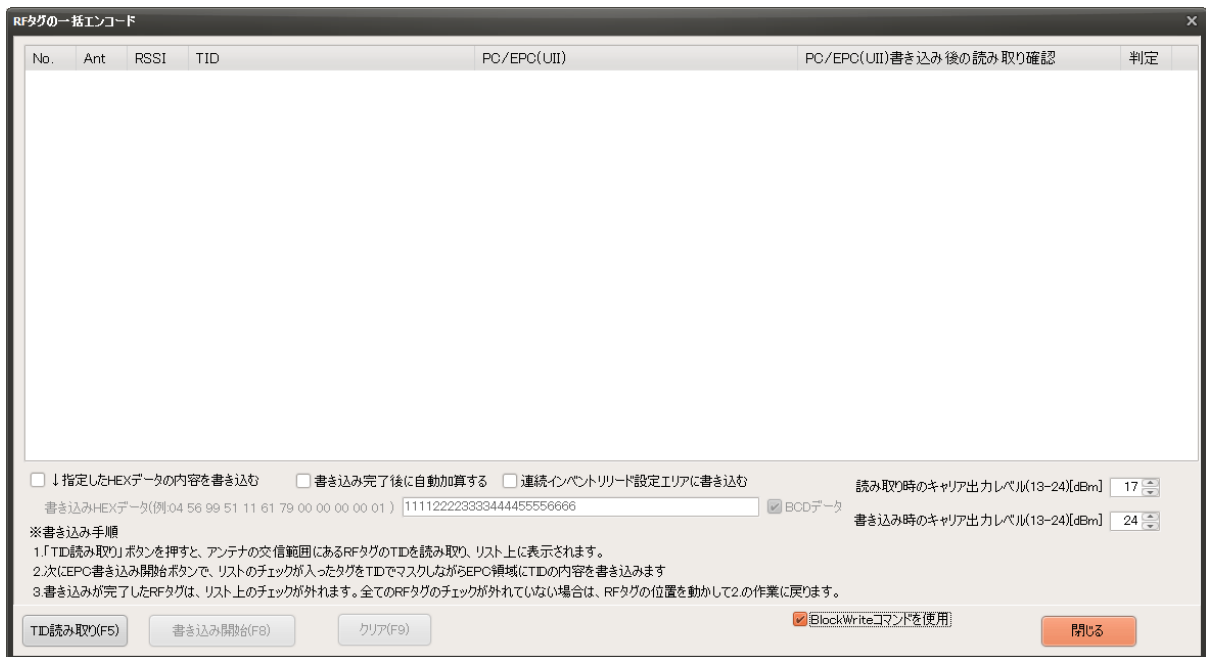 RFタグの一括エンコード
No. Ant RSSI TID PC/EPC(UII) PC/EPC(UII)書き込み後の読み取り確認 判定
↓指定したHEXデータの内容を書き込む 書き込み完了後に自動加算する 連続インベントリリード設定エリアに書き込む
読み取り時のキャリア出力レベル(13-24)[dBm] 17
書き込みHEXデータ(例:04 56 99 51 11 61 79 00 00 00 00 01 ) 111122223333444455556666 BCDデータ
書き込み時のキャリア出力レベル(13-24)[dBm] 24
※書き込み手順
1.「TID読み取り」ボタンを押すと、アンテナの交信範囲にあるRFタグのTIDを読み取り、リスト上に表示されます。
2.次にEPC書き込み開始ボタンで、リストのチェックが入ったタグをTIDでマスクしながらEPC領域にTIDの内容を書き込みます
3.書き込みが完了したRFタグは、リスト上のチェックが外れます。全てのRFタグのチェックが外れていない場合は、RFタグの位置を動かして2.の作業に戻ります。
TID読み取り(F5) 書き込み開始(F8) クリア(F9) BlockWriteコマンドを使用 閉じる